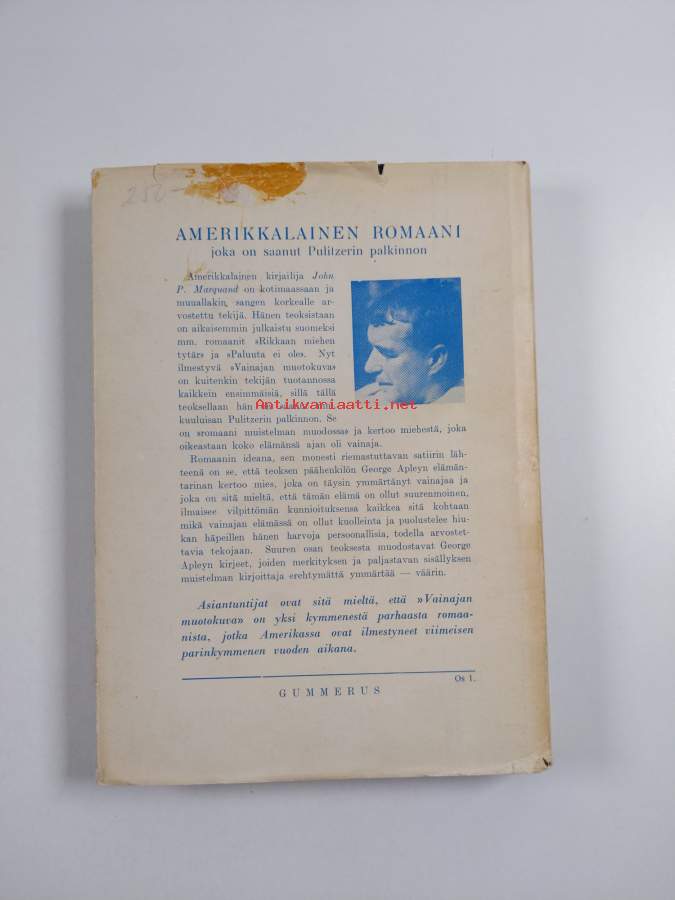 250
AMERIKKALAINEN ROMAANI
joka on saanut Pulitzerin palkinnon
Amerikkalainen kirjailija John
P. Marquand on kotimaassaan ja
muuallakin sangen korkealle ar-
vostettu tekijä. Hänen teoksistaan
on aikaisemmin julkaistu suomeksi
mm. romaanit »Rikkaan miehen
tytär» ja »Paluuta ei ole». Nyt
ilmestyvä »Vainajan muotokuva»
on kuitenkin tekijän tuotannossa
kaikkein ensimmäisiä, sillä tällä
teoksellaan hän
Antikvariaatti.net
kuuluisan Pulitzerin palkinnon. Se
on »romaani muistelman muodossa» ja kertoo miehestä, joka
oikeastaan koko elämänsä ajan oli vainaja.
Romaanin ideana, sen monesti riemastuttavan satiirin läh-
teenä on se, että teoksen päähenkilön George Apleyn elämän-
tarinan kertoo mies, joka on täysin ymmärtänyt vainajaa ja
joka on sitä mieltä, että tämän elämä on ollut suurenmoinen,
ilmaisee vilpittömän kunnioituksensa kaikkea sitä kohtaan
mikä vainajan elämässä on ollut kuolleinta ja puolustelee hiu-
kan häpeillen hänen harvoja persoonallisia, todella arvostet-
tavia tekojaan. Suuren osan teoksesta muodostavat George
Apleyn kirjeet, joiden merkityksen ja paljastavan sisällyksen
muistelman kirjoittaja erehtymättä ymmärtää — väärin.
Asiantuntijat ovat sitä mieltä, että »Vainajan
muotokuva» on yksi kymmenestä parhaasta romaa-
nista, jotka Amerikassa ovat ilmestyneet viimeisen
parinkymmenen vuoden aikana.
Os 1.
GUMMERUS